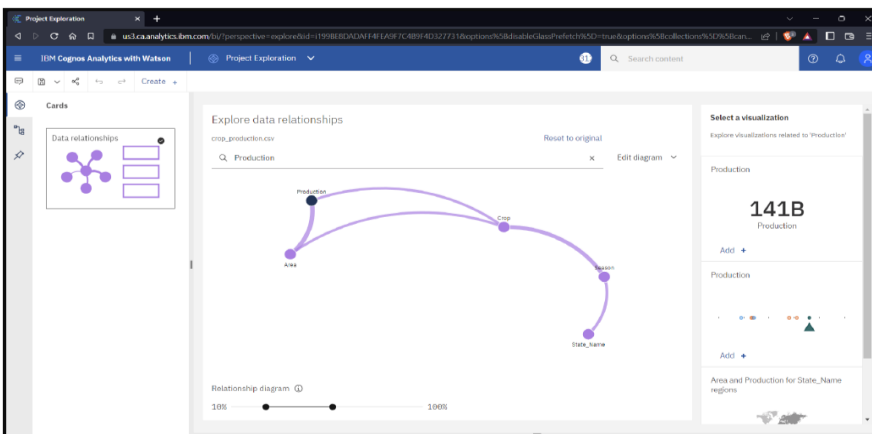 Project Exploration
us3.ca.analytics.ibm.com/bi/?perspective=explore&id=i199BEBDADAFF4FEA9F7C4B9F4D327731&options%5BdisableGlassPrefetch%5D=true&options%5Bcollections%5D%5Bcan...
IBM Cognos Analytics with Watson
Project Exploration
11
Search content
Create +
Cards
Data relationships
Explore data relationships
crop_production.csv
Reset to original
Production
Edit diagram
Production
Crop
Area
Season
State_Name
Relationship diagram
10%
100%
Select a visualization
Explore visualizations related to 'Production'
Production
141B
Production
Add +
Production
Add +
Area and Production for State_Name
regions